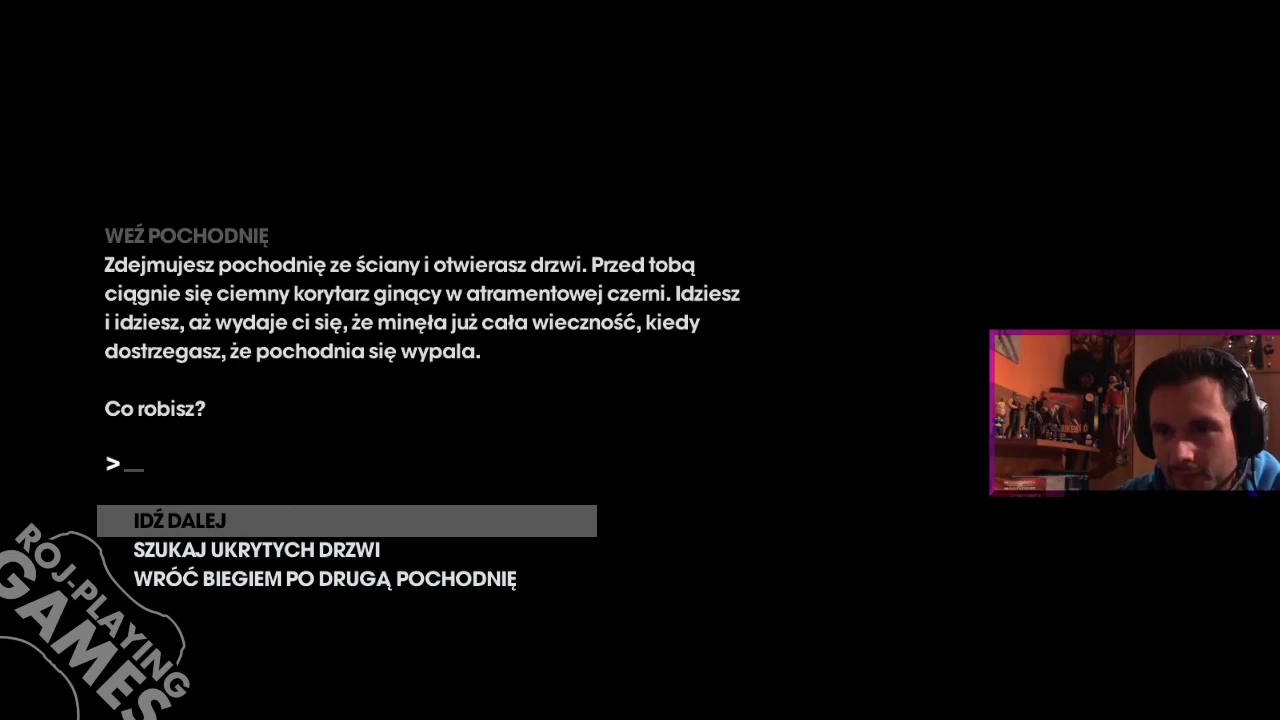 WEŹ POCHODNIĘ
Zdejmujesz pochodnię ze ściany i otwierasz drzwi. Przed tobą
ciągnie się ciemny korytarz ginący w atramentowej czerni. Idziesz
i idziesz, aż wydaje ci się, że minęła już cała wieczność, kiedy
dostrzegasz, że pochodnia się wypala.
Co robisz?
>_
IDŹ DALEJ
SZUKAJ UKRYTYCH DRZWI
WRÓĆ BIEGIEM PO DRUGĄ POCHODNIĘ
ROJ-PLAYING
GAMES